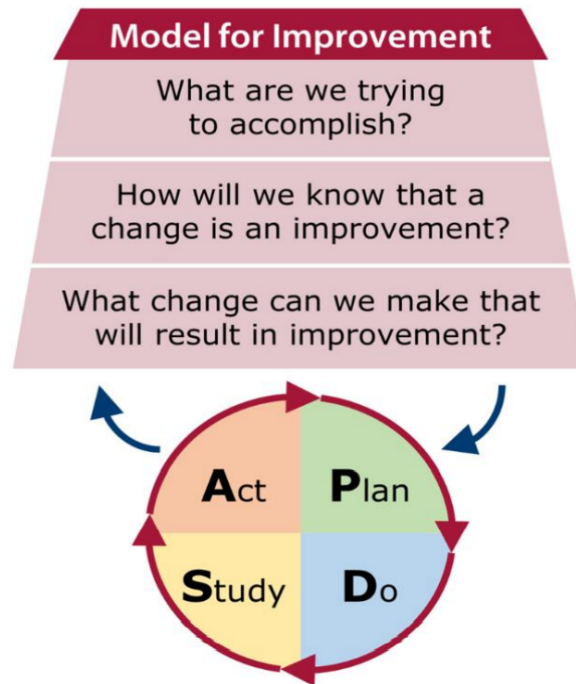 Model for Improvement
What are we trying
to accomplish?
How will we know that a
change is an improvement?
What change can we make that
will result in improvement?
Act
Plan
Study
Do